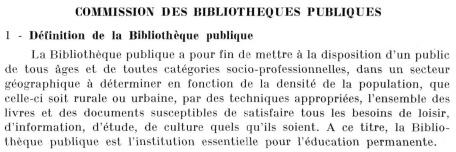 COMMISSION DES BIBLIOTHEQUES PUBLIQUES
1 - Définition de la Bibliothèque publique
La Bibliothèque publique a pour fin de mettre à la disposition d'un public
de tous âges et de toutes catégories socio-professionnelles, dans un secteur
géographique à déterminer en fonction de la densité de la population, que
celle-ci soit rurale ou urbaine, par des techniques appropriées, l'ensemble des
livres et des documents susceptibles de satisfaire tous les besoins de loisir,
d'information, d'étude, de culture quels qu'ils soient. A ce titre, la Biblio-
thèque publique est l'institution essentielle pour l'éducation permanente.